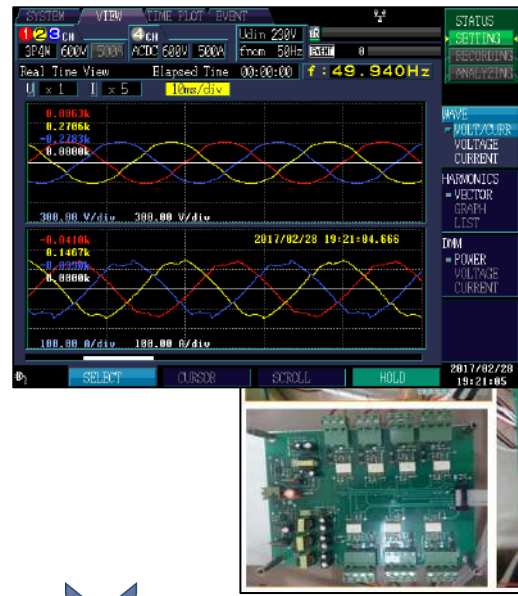 SYSTEM VIEW TIME PLOT EVENT
STATUS
123CH 4CH Udin 230V
SETTING
3P4W 600V 500A ACDC 600V 500A fnom 50Hz EVENT 0
RECORDING
Real Time View Elapsed Time 00:00:00 f:49.940Hz
ANALYZING
U x 1 I x 5 10ms/div
0.0063k
0.2706k
-0.2783k
0.0000k
300.00 V/div 300.00 V/div
-0.0410k
0.1467k
0.0000k
2017/02/28 19:21:04.666
100.00 A/div 100.00 A/div
WAVE
VOLT/CURR
VOLTAGE
CURRENT
HARMONICS
VECTOR
GRAPH
LIST
DMM
POWER
VOLTAGE
CURRENT
SELECT CURSOR SCROLL HOLD
2017/02/28
19:21:05